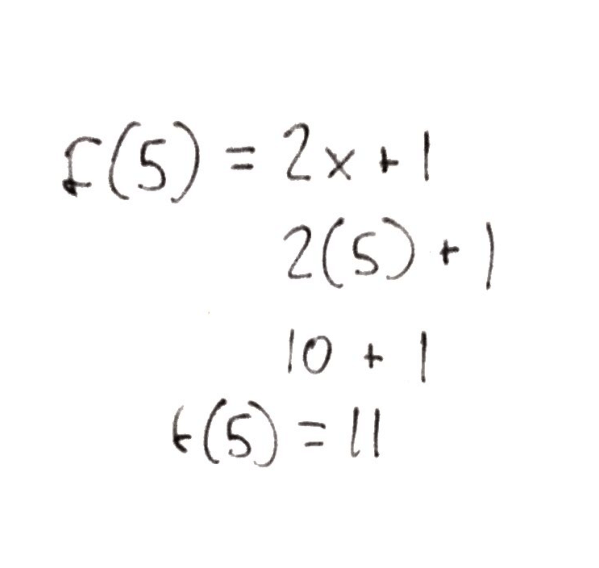 f(5) = 2x + 1
2(5) + 1
10 + 1
f(5) = 11